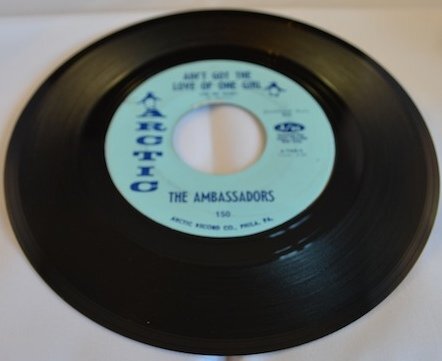 AIN'T GOT THE
LOVE OF ONE GIRL
ARCTIC
THE AMBASSADORS
150
ARCTIC RECORD CO., PHILA. PA.